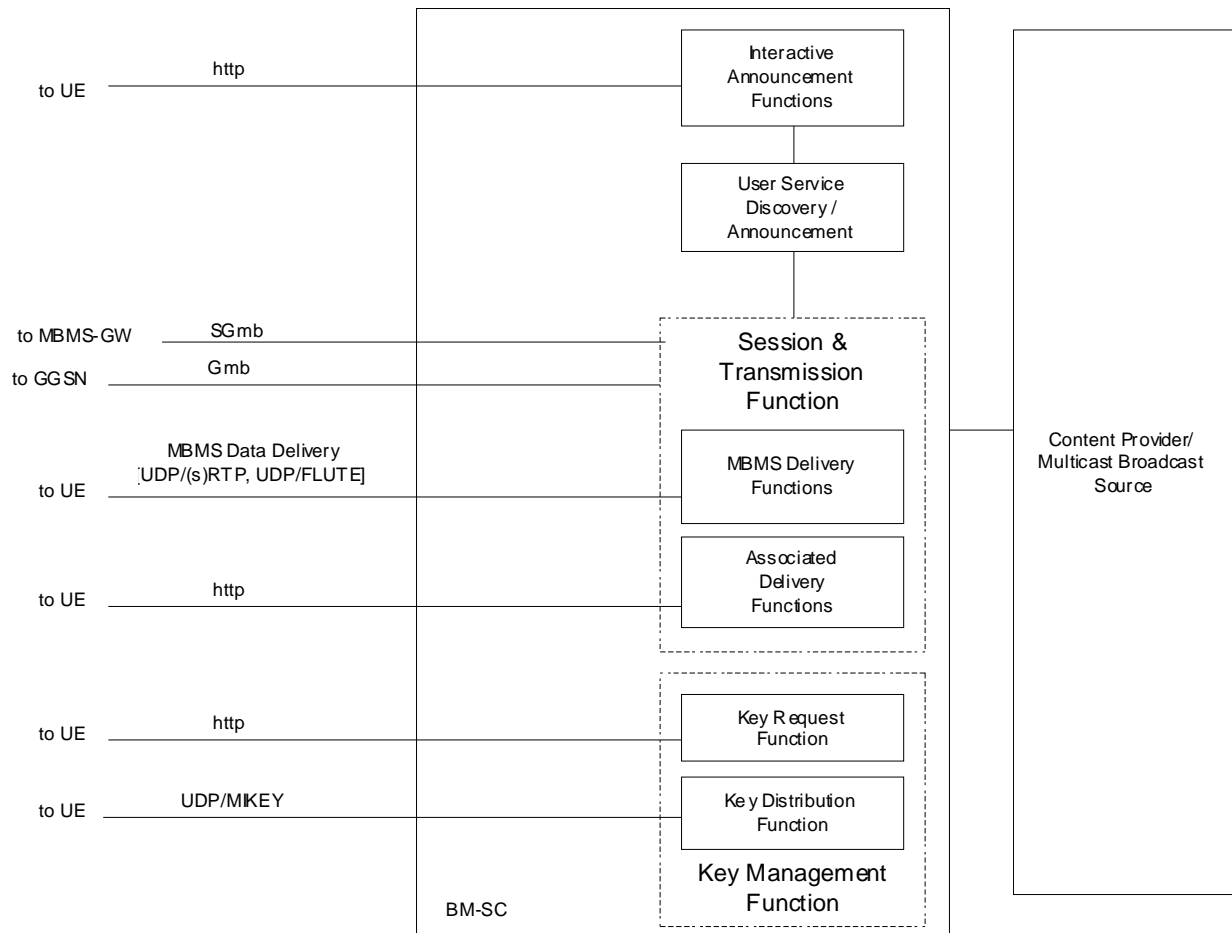 Interactive
Announcement
Functions
http
to UE
User Service
Discovery /
Announcement
to MBMS-GW
SGmb
to GGSN
Gmb
Session &
Transmission
Function
MBMS Data Delivery
[UDP/(s)RTP, UDP/FLUTE]
to UE
MBMS Delivery
Functions
Content Provider/
Multicast Broadcast
Source
Associated
Delivery
Functions
http
to UE
http
to UE
Key Request
Function
UDP/MIKEY
to UE
Key Distribution
Function
Key Management
Function
BM-SC